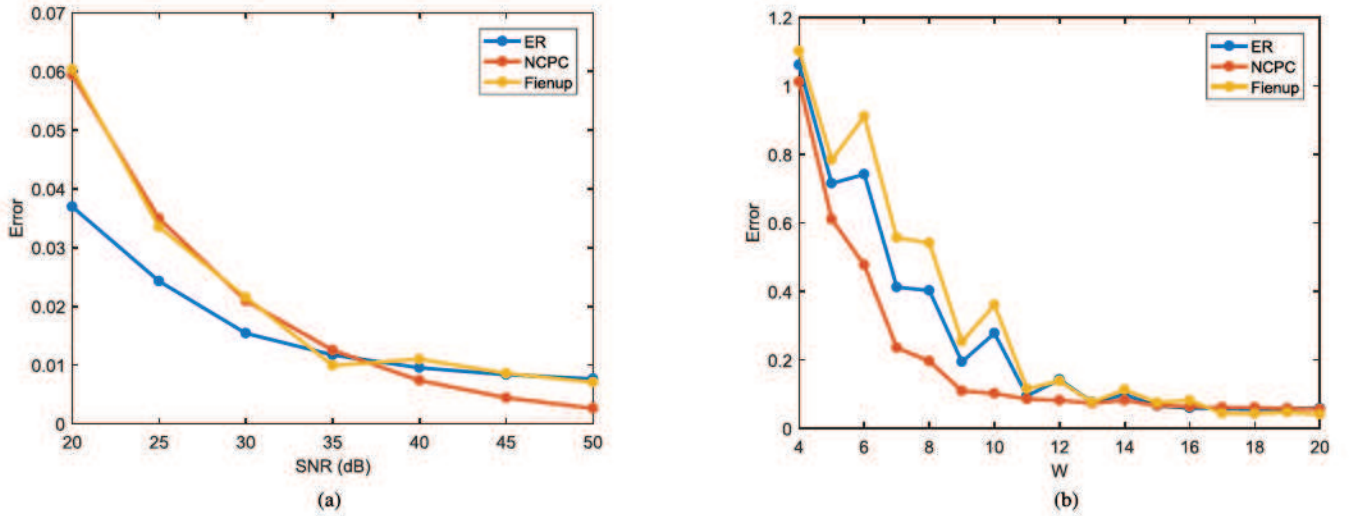 0.07
0.06
0.05
0.04
0.03
0.02
0.01
0
Error
20 25 30 35 40 45 50
SNR (dB)
ER
NCPC
Fienup
(a)
1.2
1
0.8
0.6
0.4
0.2
0
Error
4 6 8 10 12 14 16 18 20
W
ER
NCPC
Fienup
(b)